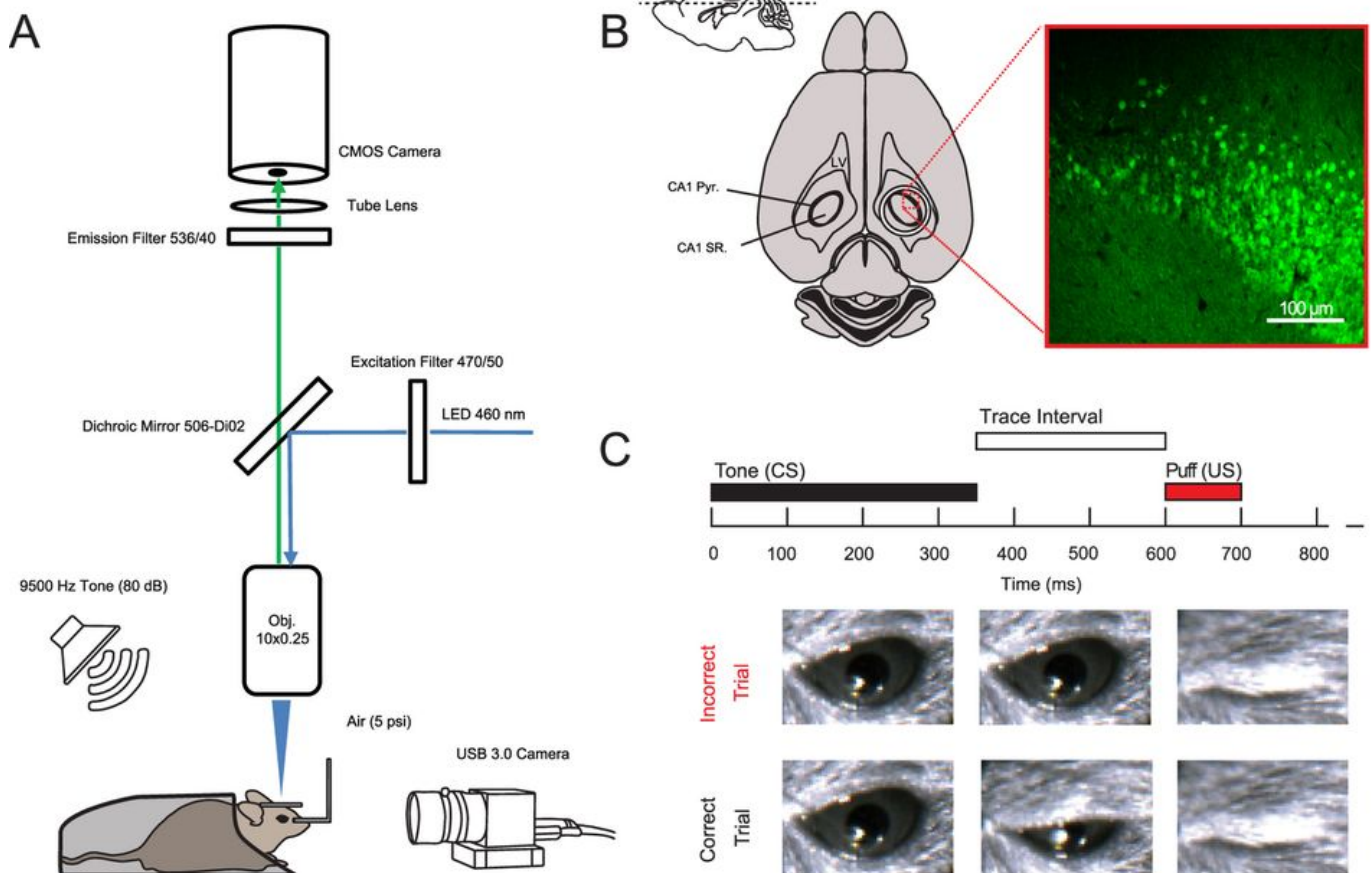 A
CMOS Camera
Tube Lens
Emission Filter 536/40
Excitation Filter 470/50
LED 460 nm
Dichroic Mirror 506-Di02
9500 Hz Tone (80 dB)
Obj.
10x0.25
Air (5 psi)
USB 3.0 Camera
B
LV
CA1 Pyr.
CA1 SR.
100 µm
C
Trace Interval
Tone (CS)
Puff (US)
0 100 200 300 400 500 600 700 800
Time (ms)
Incorrect
Trial
Correct
Trial